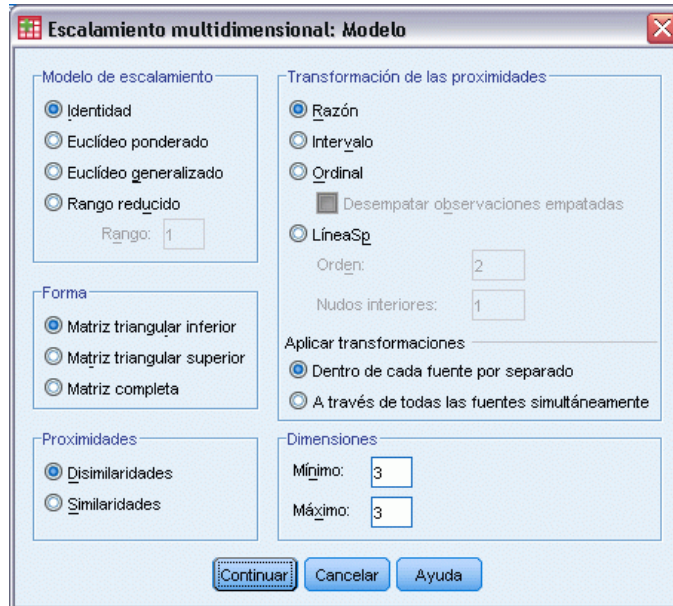 Escalamiento multidimensional: Modelo
Modelo de escalamiento
Identidad
Euclídeo ponderado
Euclídeo generalizado
Rango reducido
Rango: 1
Forma
Matriz triangular inferior
Matriz triangular superior
Matriz completa
Proximidades
Disimilaridades
Similaridades
Transformación de las proximidades
Razón
Intervalo
Ordinal
Desempatar observaciones empatadas
LíneaSp
Orden: 2
Nudos interiores: 1
Aplicar transformaciones
Dentro de cada fuente por separado
A través de todas las fuentes simultáneamente
Dimensiones
Mínimo: 3
Máximo: 3
Continuar Cancelar Ayuda